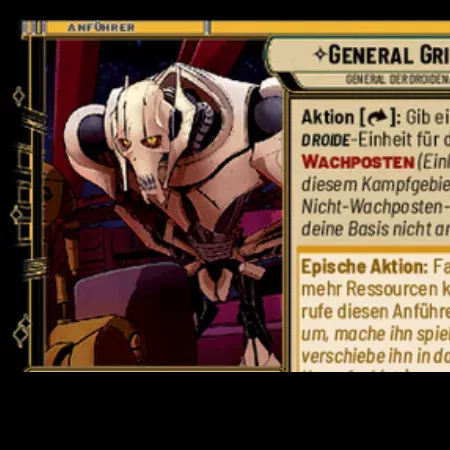 ANFÜHRER
GENERAL GRI
GENERAL DER DROIDEN
Aktion [ ]: Gib ei
DROIDE-Einheit für d
WACHPOSTEN (Einh
diesem Kampfgebie
Nicht-Wachposten-
deine Basis nicht an
Epische Aktion: Fa
mehr Ressourcen k
rufe diesen Anführe
um, mache ihn spiel
verschiebe ihn in da